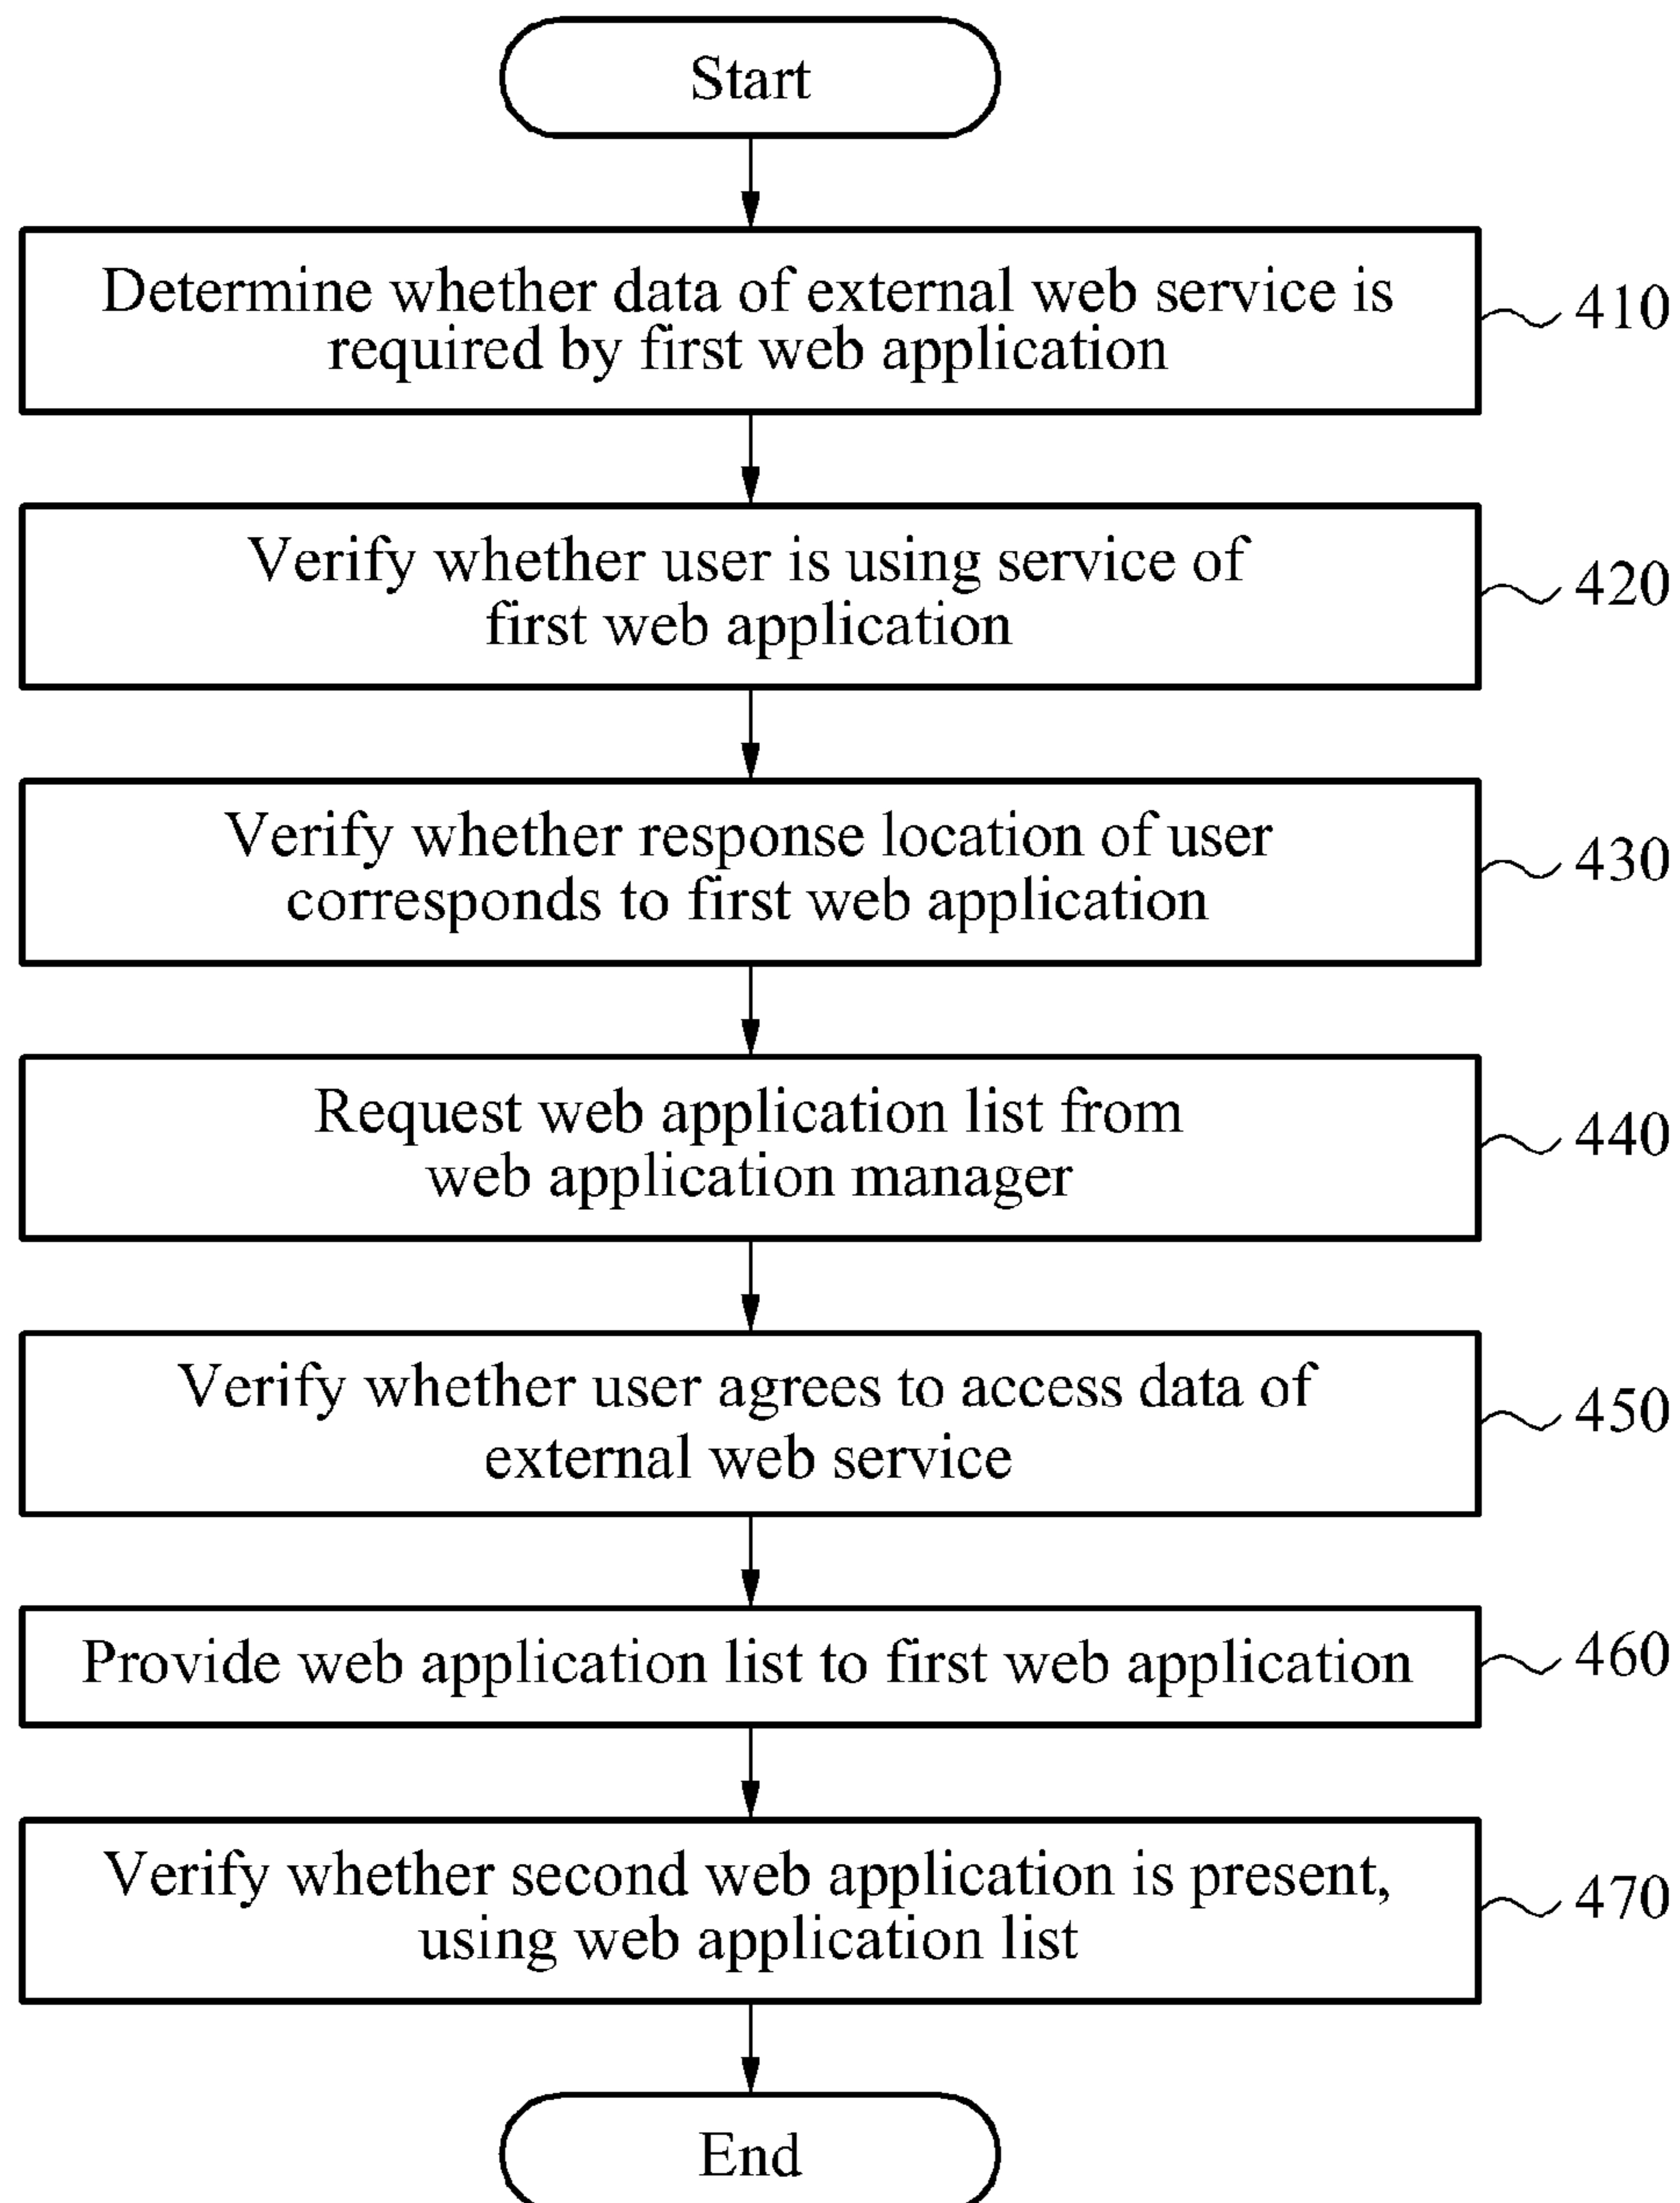 Start
Determine whether data of external web service is
required by first web application
410
Verify whether user is using service of
first web application
420
Verify whether response location of user
corresponds to first web application
430
Request web application list from
web application manager
440
Verify whether user agrees to access data of
external web service
450
Provide web application list to first web application
460
Verify whether second web application is present,
using web application list
470
End